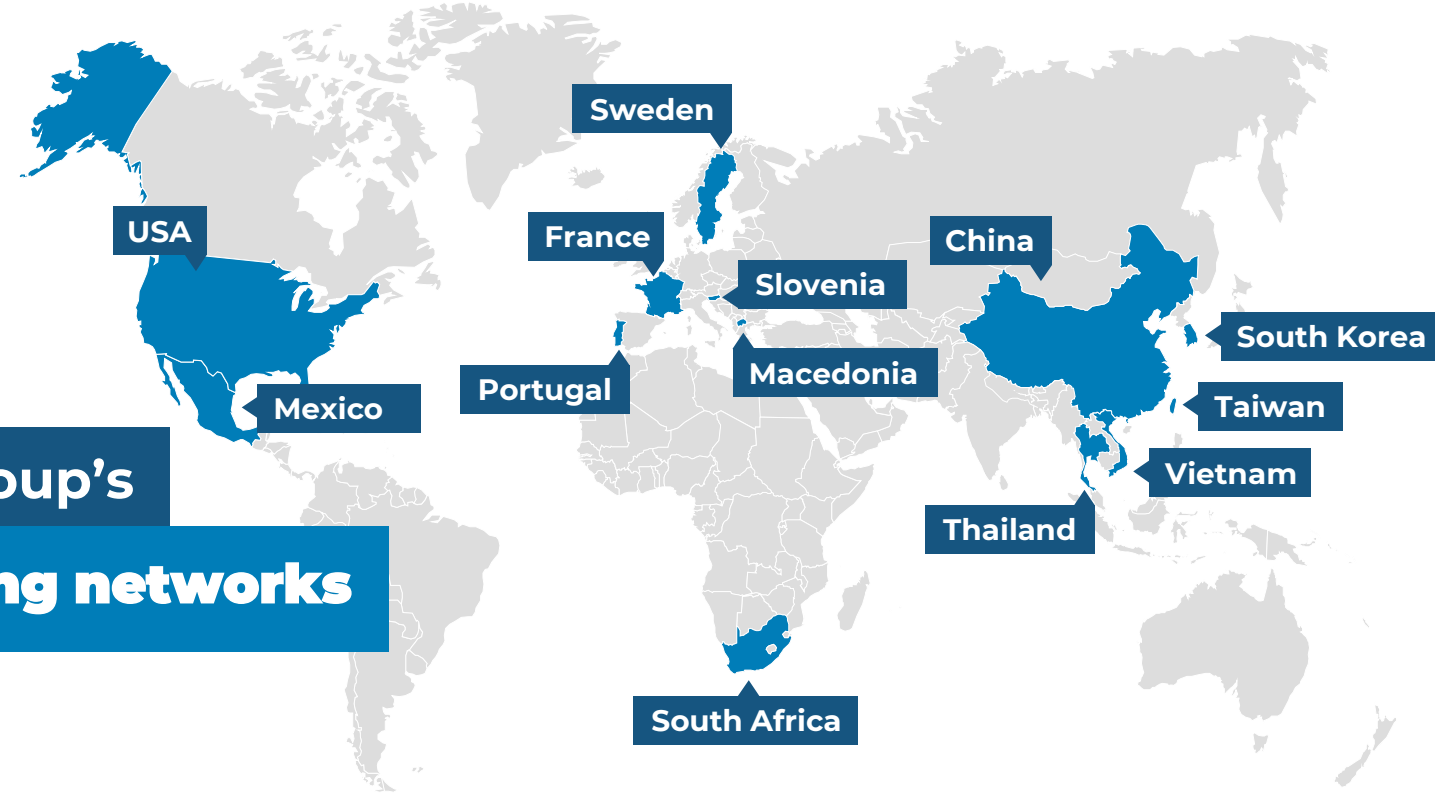 Sweden
USA
France
China
Slovenia
South Korea
Macedonia
Portugal
Mexico
Taiwan
oup’s
Vietnam
Thailand
ng networks
South Africa